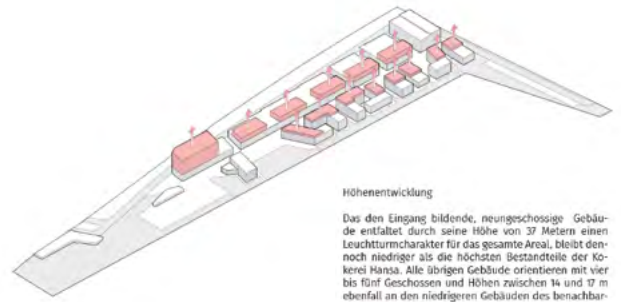 Höhenentwicklung
Das den Eingang bildende, neungeschossige Gebäu-
de entfaltet durch seine Höhe von 37 Metern einen
Leuchtturmcharakter für das gesamte Areal, bleibt den-
noch niedriger als die höchsten Bestandteile der Ko-
kerei Hansa. Alle übrigen Gebäude orientieren mit vier
bis fünf Geschossen und Höhen zwischen 14 und 17 m
ebenfall an den niedrigeren Gebäuden des benachbar-